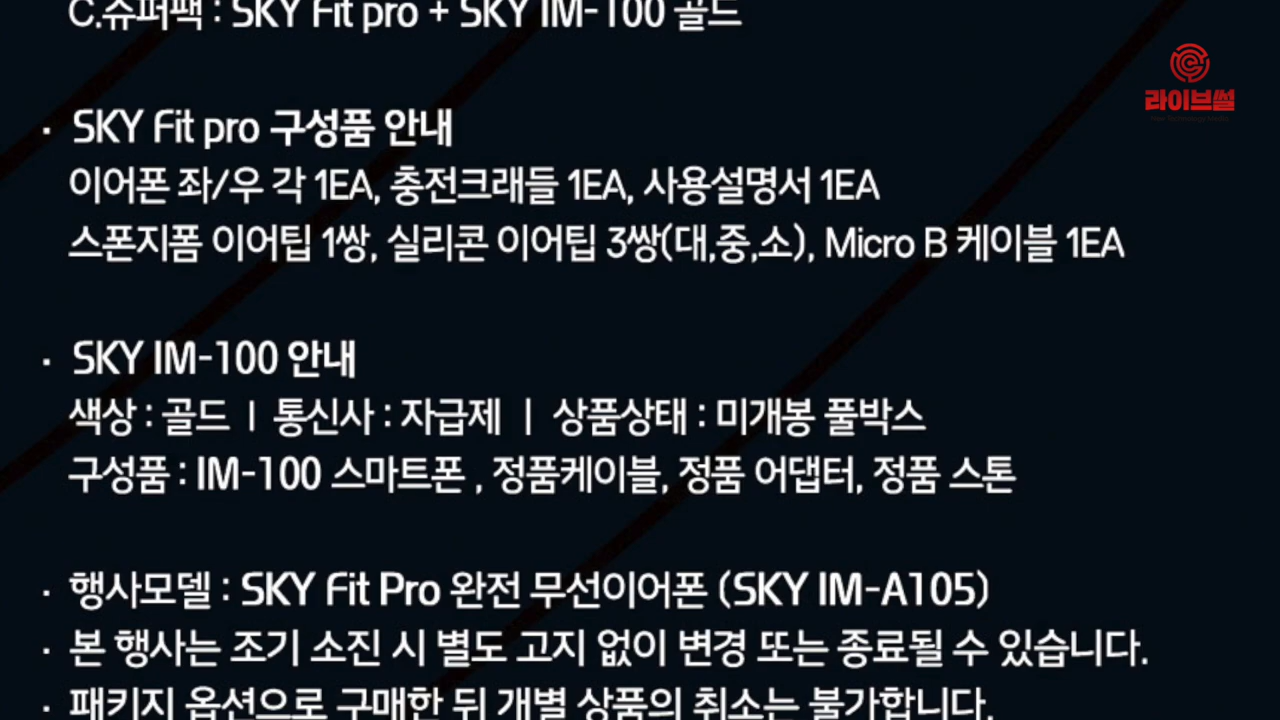 C.슈퍼팩 : SKY Fit pro + SKY IM-100 골드
라이브썰
· SKY Fit pro 구성품 안내
이어폰 좌/우 각 1EA, 충전크래들 1EA, 사용설명서 1EA
스폰지폼 이어팁 1쌍, 실리콘 이어팁 3쌍(대,중,소), Micro B 케이블 1EA
· SKY IM-100 안내
색상 : 골드 | 통신사 : 자급제 | 상품상태 : 미개봉 풀박스
구성품 : IM-100 스마트폰 , 정품케이블, 정품 어댑터, 정품 스톤
· 행사모델 : SKY Fit Pro 완전 무선이어폰 (SKY IM-A105)
· 본 행사는 조기 소진 시 별도 고지 없이 변경 또는 종료될 수 있습니다.
· 패키지 옵션으로 구매한 뒤 개별 상품의 취소는 불가합니다.